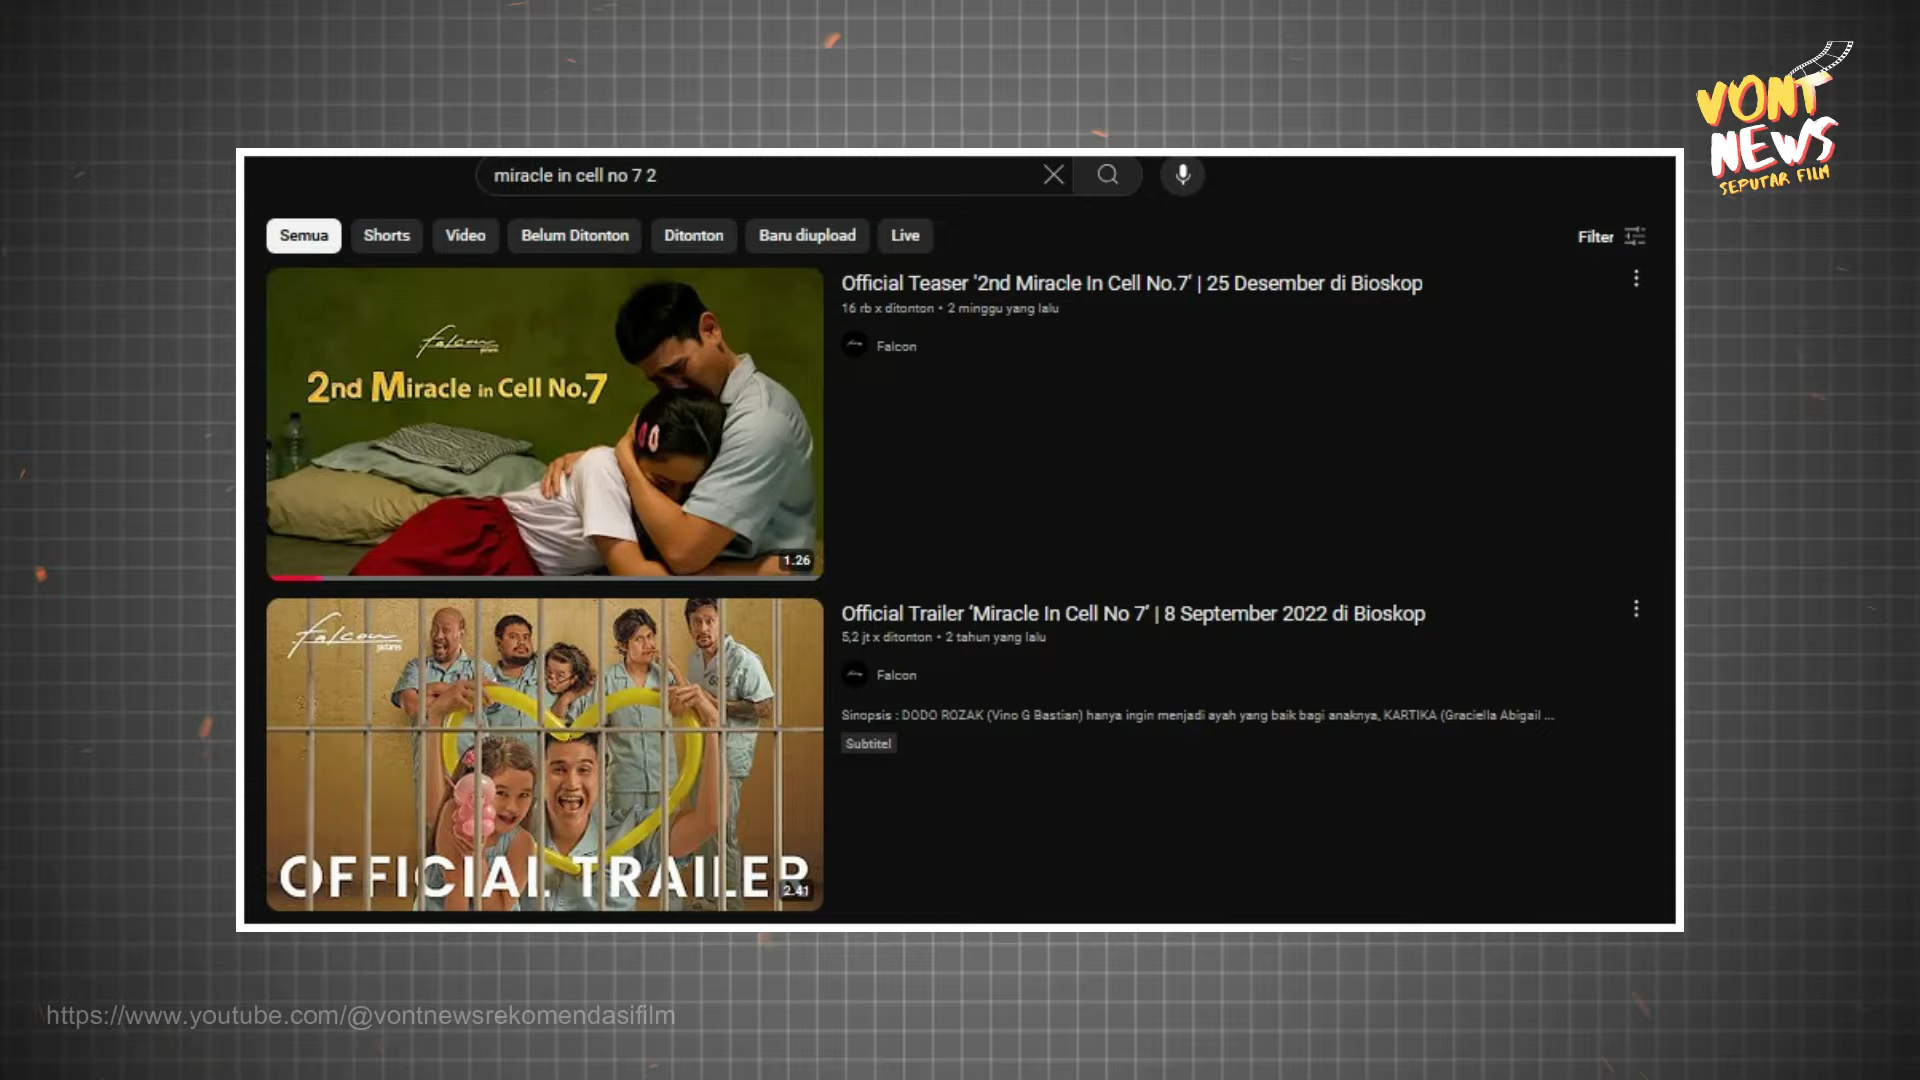 VONT
NEWS
SEPUTAR FILM
miracle in cell no 7 2
Semua
Shorts
Video
Belum Ditonton
Ditonton
Baru diupload
Live
Filter
Falcon
pictures
2nd Miracle in Cell No.7
1.26
Official Teaser '2nd Miracle In Cell No.7' | 25 Desember di Bioskop
16 rb x ditonton • 2 minggu yang lalu
Falcon
Falcon
pictures
OFFICIAL TRAILER
2.41
Official Trailer ‘Miracle In Cell No 7’ | 8 September 2022 di Bioskop
5,2 jt x ditonton • 2 tahun yang lalu
Falcon
Sinopsis : DODO ROZAK (Vino G Bastian) hanya ingin menjadi ayah yang baik bagi anaknya, KARTIKA (Graciella Abigail ...
Subtitel
https://www.youtube.com/@vontnewsrekomendasifilm